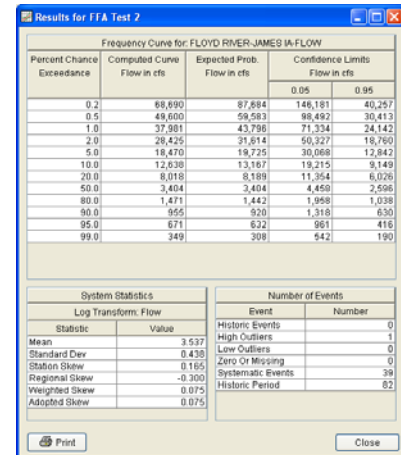 Results for FFA Test 2
Frequency Curve for: FLOYD RIVER-JAMES IA-FLOW
Percent Chance Exceedance Computed Curve Flow in cfs Expected Prob. Flow in cfs Confidence Limits Flow in cfs
0.05 0.95
0.2 68,690 87,684 146,181 40,257
0.5 49,600 59,583 98,492 30,413
1.0 37,981 43,796 71,334 24,142
2.0 28,425 31,614 50,327 18,760
5.0 18,470 19,725 30,068 12,842
10.0 12,638 13,167 19,215 9,149
20.0 8,018 8,189 11,354 6,026
50.0 3,404 3,404 4,459 2,596
80.0 1,471 1,442 1,958 1,038
90.0 955 920 1,318 630
95.0 671 632 961 416
99.0 349 308 542 190
System Statistics
Log Transform: Flow
Statistic Value
Mean 3.537
Standard Dev 0.438
Station Skew 0.165
Regional Skew -0.300
Weighted Skew 0.075
Adopted Skew 0.075
Number of Events
Event Number
Historic Events 0
High Outliers 1
Low Outliers 0
Zero Or Missing 0
Systematic Events 39
Historic Period 82
Print Close